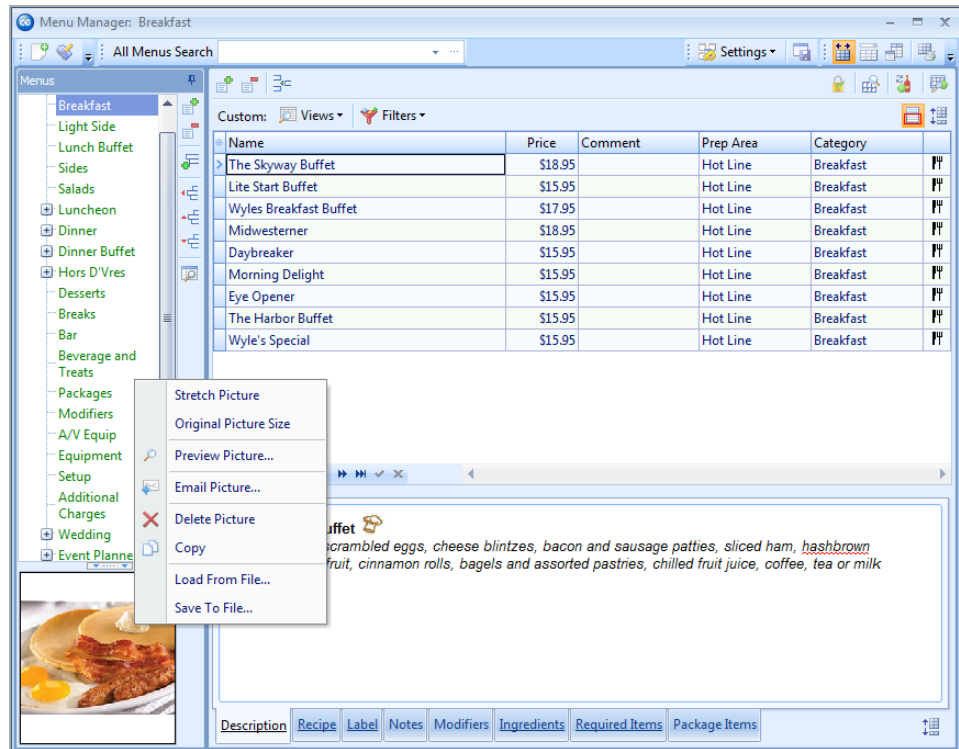 Menu Manager: Breakfast
All Menus Search
Settings
Menus
Breakfast
Light Side
Lunch Buffet
Sides
Salads
Luncheon
Dinner
Dinner Buffet
Hors D'Vres
Desserts
Breaks
Bar
Beverage and
Treats
Packages
Modifiers
A/V Equip
Equipment
Setup
Additional
Charges
Wedding
Event Planne
Custom: Views Filters
Name Price Comment Prep Area Category
The Skyway Buffet $18.95 Hot Line Breakfast
Lite Start Buffet $15.95 Hot Line Breakfast
Wyles Breakfast Buffet $17.95 Hot Line Breakfast
Midwesterner $18.95 Hot Line Breakfast
Daybreaker $15.95 Hot Line Breakfast
Morning Delight $15.95 Hot Line Breakfast
Eye Opener $15.95 Hot Line Breakfast
The Harbor Buffet $15.95 Hot Line Breakfast
Wyle's Special $15.95 Hot Line Breakfast
Stretch Picture
Original Picture Size
Preview Picture...
Email Picture...
Delete Picture
Copy
Load From File...
Save To File...
uffet
scrambled eggs, cheese blintzes, bacon and sausage patties, sliced ham, hashbrown
fruit, cinnamon rolls, bagels and assorted pastries, chilled fruit juice, coffee, tea or milk
Description Recipe Label Notes Modifiers Ingredients Required Items Package Items